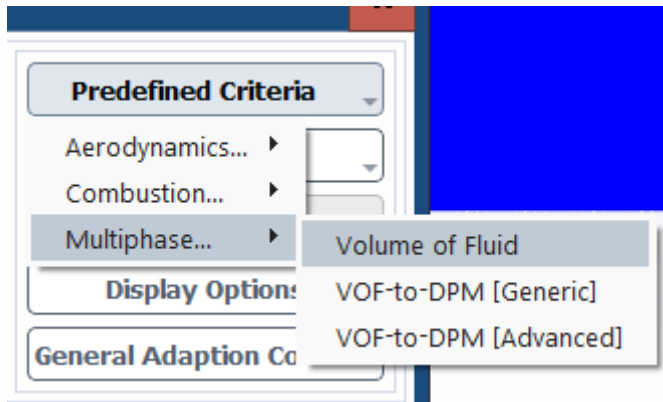 Predefined Criteria
Aerodynamics...
Combustion...
Multiphase...
Volume of Fluid
VOF-to-DPM [Generic]
VOF-to-DPM [Advanced]
Display Options
General Adaption Co